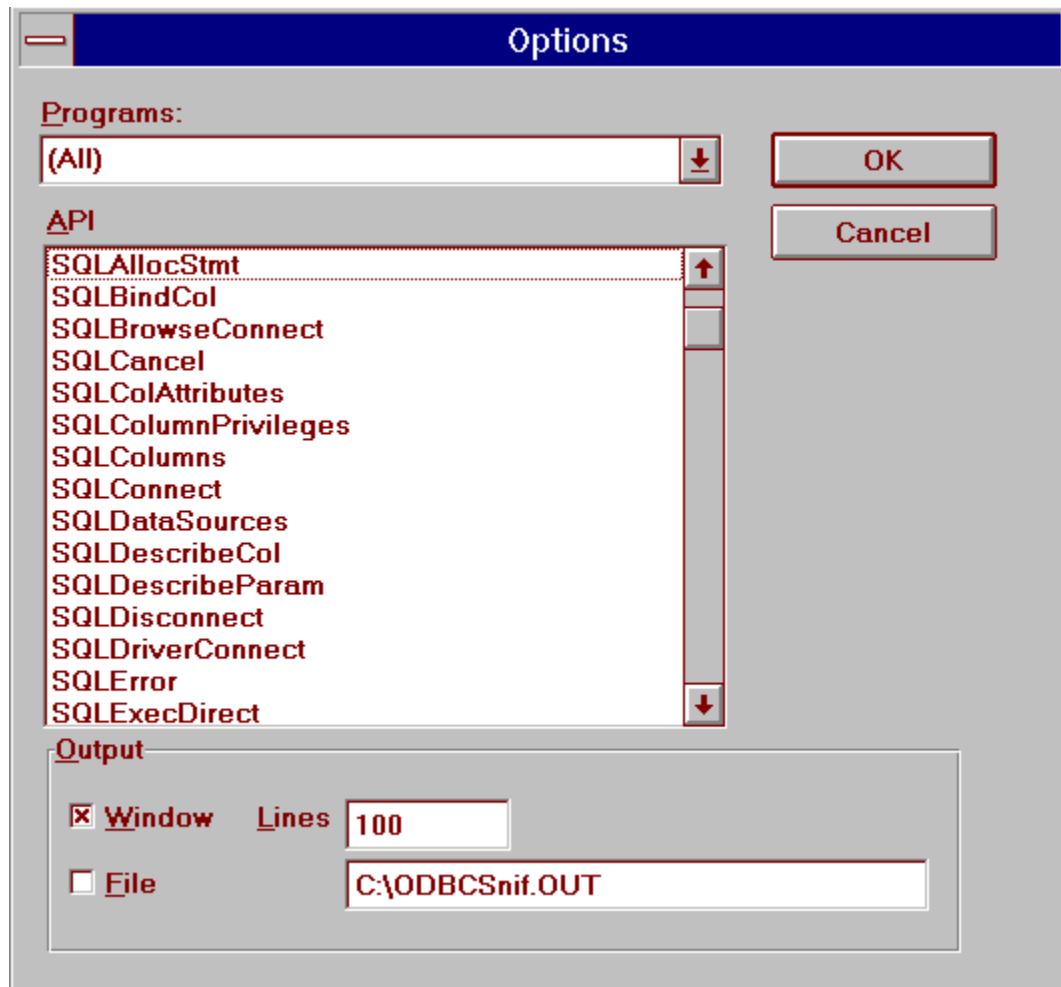 Options
Programs:
(All)
OK
API
Cancel
SQLAllocStmt
SQLBindCol
SQLBrowseConnect
SQLCancel
SQLColAttributes
SQLColumnPrivileges
SQLColumns
SQLConnect
SQLDataSources
SQLDescribeCol
SQLDescribeParam
SQLDisconnect
SQLDriverConnect
SQLError
SQLExecDirect
Output
Window Lines 100
File C:\ODBCSnif.OUT